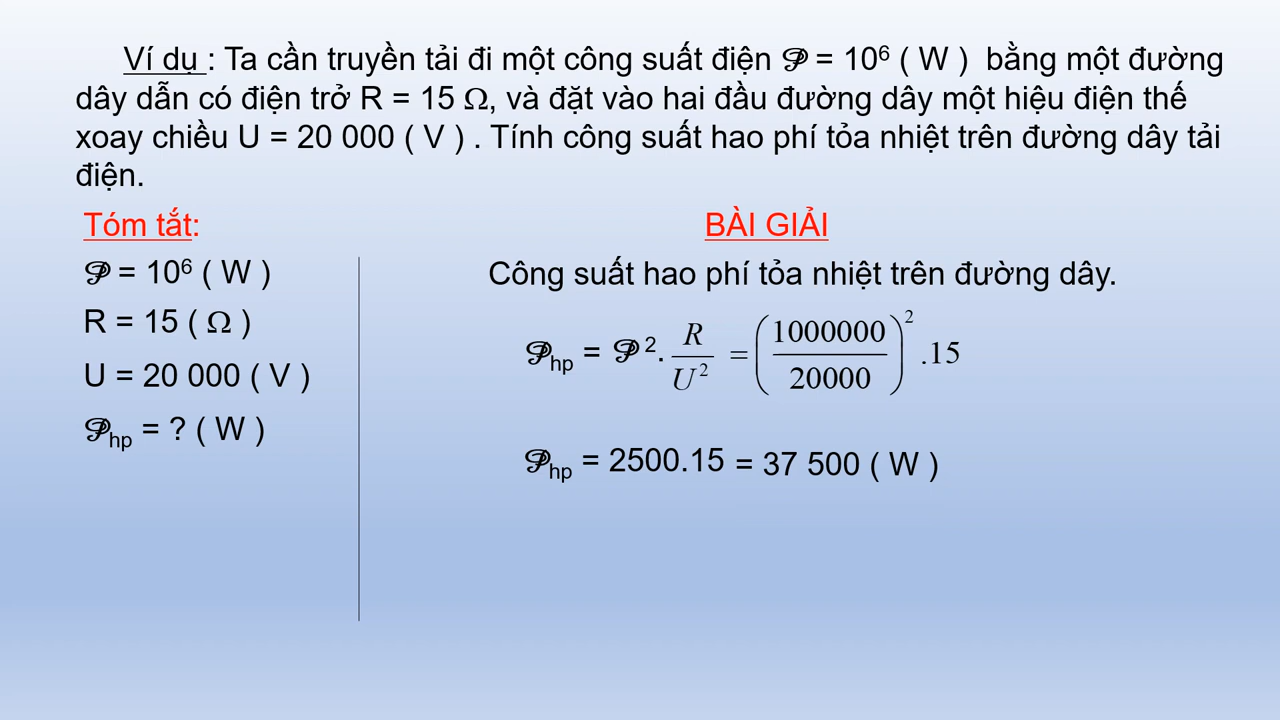 Ví dụ : Ta cần truyền tải đi một công suất điện 𝒫 = 10⁶ ( W ) bằng một đường
dây dẫn có điện trở R = 15 Ω, và đặt vào hai đầu đường dây một hiệu điện thế
xoay chiều U = 20 000 ( V ) . Tính công suất hao phí tỏa nhiệt trên đường dây tải
điện.
Tóm tắt:
𝒫 = 10⁶ ( W )
R = 15 ( Ω )
U = 20 000 ( V )
𝒫hp = ? ( W )
BÀI GIẢI
Công suất hao phí tỏa nhiệt trên đường dây.
𝒫hp = 𝒫 ². R/U² = (1000000/20000)² .15
𝒫hp = 2500.15 = 37 500 ( W )